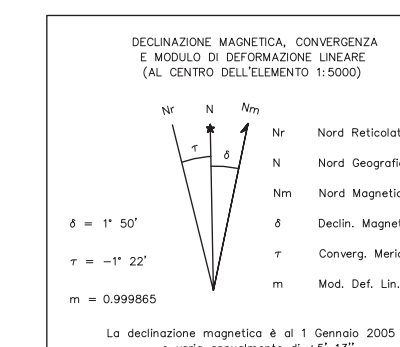 DECLINAZIONE MAGNETICA, CONVERGENZA
E MODULO DI DEFORMAZIONE LINEARE
(AL CENTRO DELL'ELEMENTO 1:5000)
Nr N Nm
τ δ
Nr Nord Reticolat
N Nord Geografic
Nm Nord Magnetic
δ = 1° 50'
δ Declin. Magnet
τ = −1° 22'
τ Converg. Meric
m = 0.999865
m Mod. Def. Lin.
La declinazione magnetica è al 1 Gennaio 2005